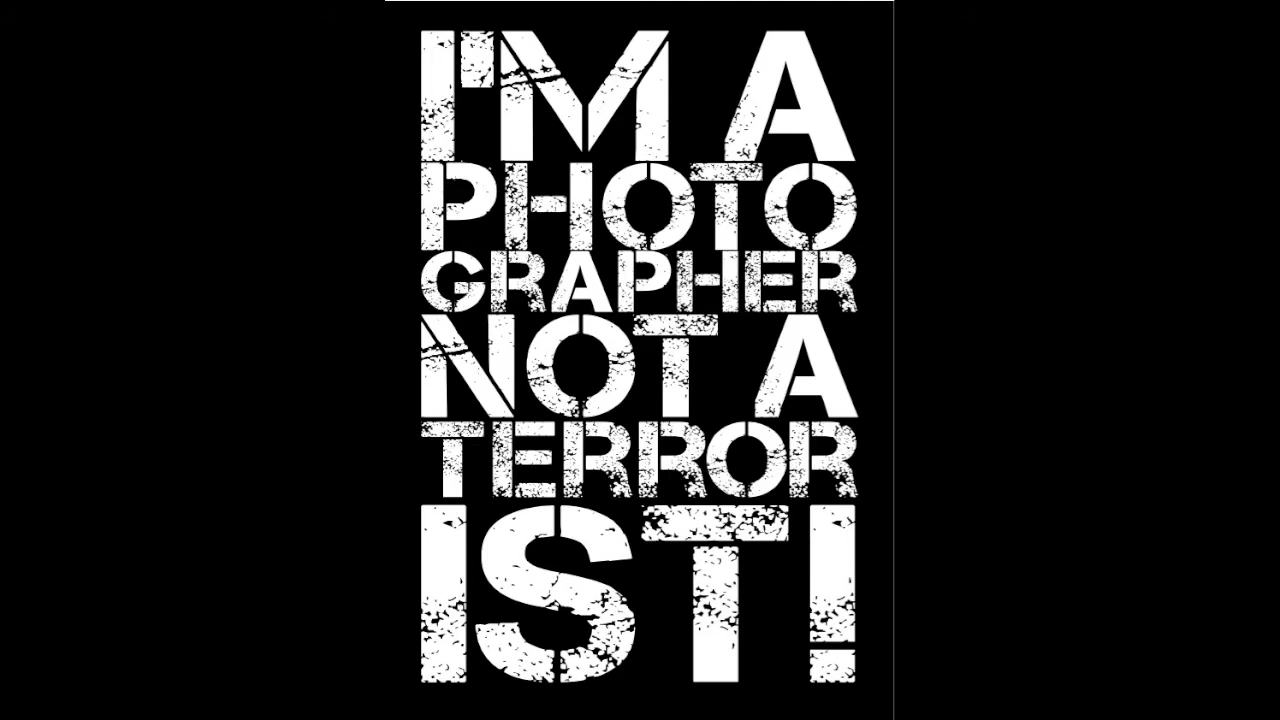 I'M A
PHOTO
GRAPHER
NOT A
TERROR
IST!